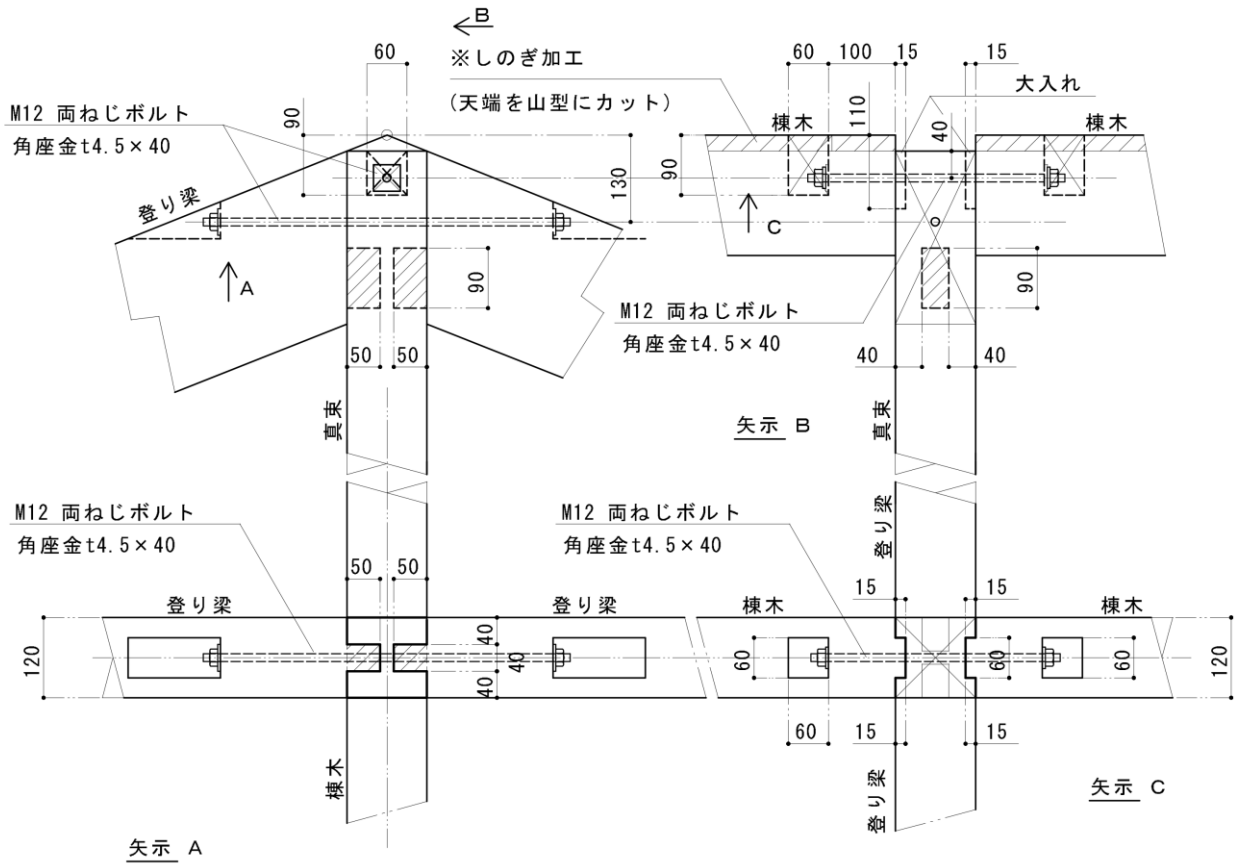 B
※しのぎ加工
(天端を山型にカット)
60
60
100
15
15
大入れ
M12 両ねじボルト
角座金t4.5×40
90
130
90
110
40
棟木
棟木
登り梁
A
C
90
90
M12 両ねじボルト
角座金t4.5×40
50
50
40
40
真束
真束
矢示 B
M12 両ねじボルト
角座金t4.5×40
M12 両ねじボルト
角座金t4.5×40
登り梁
50
50
15
15
登り梁
登り梁
棟木
棟木
120
40
40
40
60
60
60
120
60
15
15
棟木
登り梁
矢示 C
矢示 A